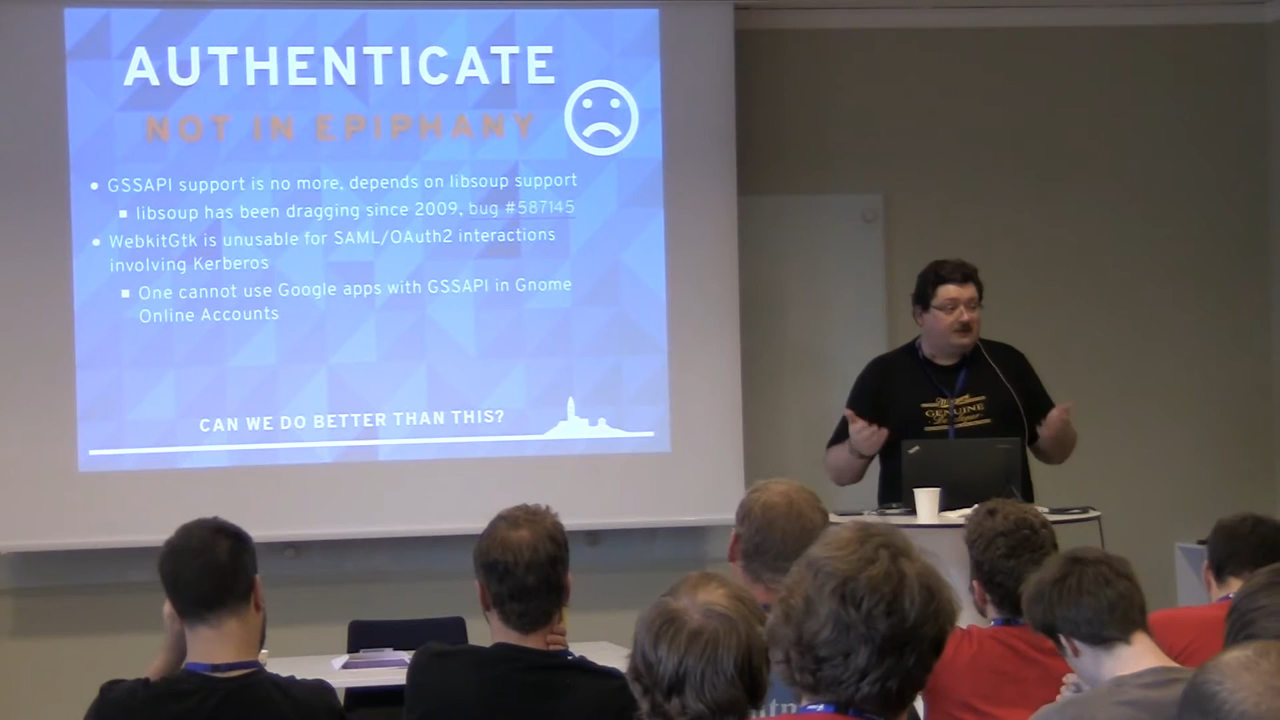 AUTHENTICATE
NOT IN EPIPHANY
GSSAPI support is no more, depends on libsoup support
libsoup has been dragging since 2009, bug #587145
WebkitGtk is unusable for SAML/OAuth2 interactions
involving Kerberos
One cannot use Google apps with GSSAPI in Gnome
Online Accounts
CAN WE DO BETTER THAN THIS?
GENUINE